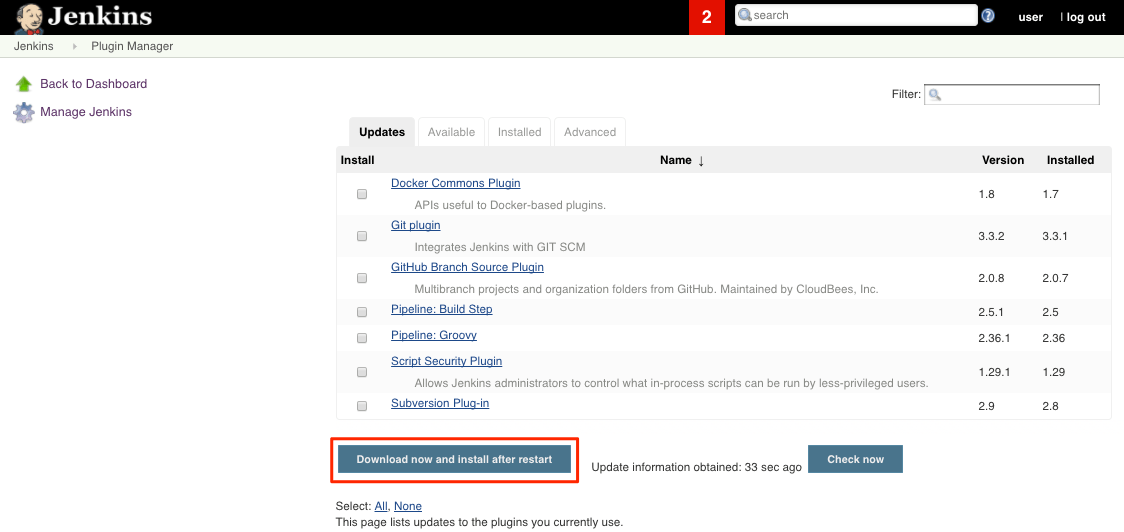 Jenkins
2
search
?
user | log out
Jenkins Plugin Manager
Back to Dashboard
Manage Jenkins
Filter:
Updates Available Installed Advanced
Install Name ↓ Version Installed
Docker Commons Plugin 1.8 1.7
APIs useful to Docker-based plugins.
Git plugin 3.3.2 3.3.1
Integrates Jenkins with GIT SCM
GitHub Branch Source Plugin 2.0.8 2.0.7
Multibranch projects and organization folders from GitHub. Maintained by CloudBees, Inc.
Pipeline: Build Step 2.5.1 2.5
Pipeline: Groovy 2.36.1 2.36
Script Security Plugin 1.29.1 1.29
Allows Jenkins administrators to control what in-process scripts can be run by less-privileged users.
Subversion Plug-in 2.9 2.8
Download now and install after restart Update information obtained: 33 sec ago Check now
Select: All, None
This page lists updates to the plugins you currently use.